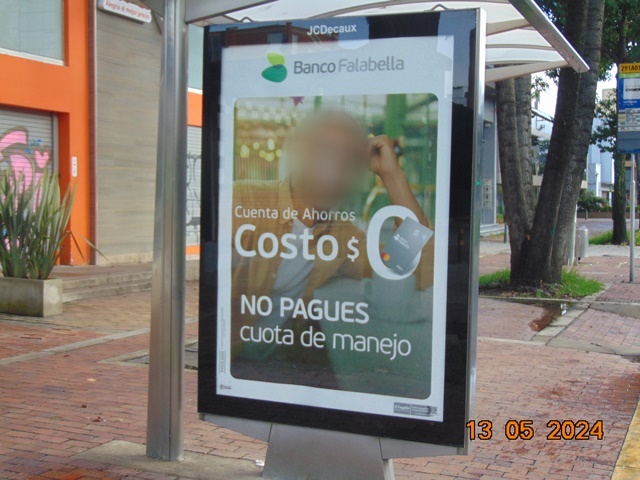 JCDecaux
Banco Falabella
Cuenta de Ahorros
Costo $0
NO PAGUES
cuota de manejo
13 05 2024